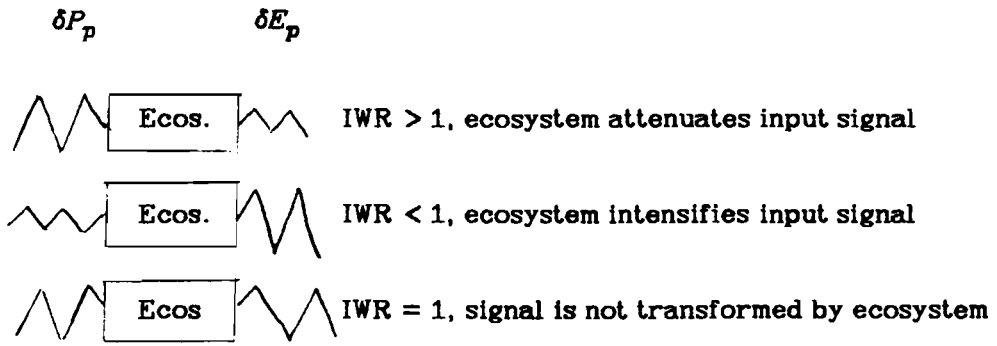 δP_p δE_p
Ecos. IWR > 1, ecosystem attenuates input signal
Ecos. IWR < 1, ecosystem intensifies input signal
Ecos IWR = 1, signal is not transformed by ecosystem